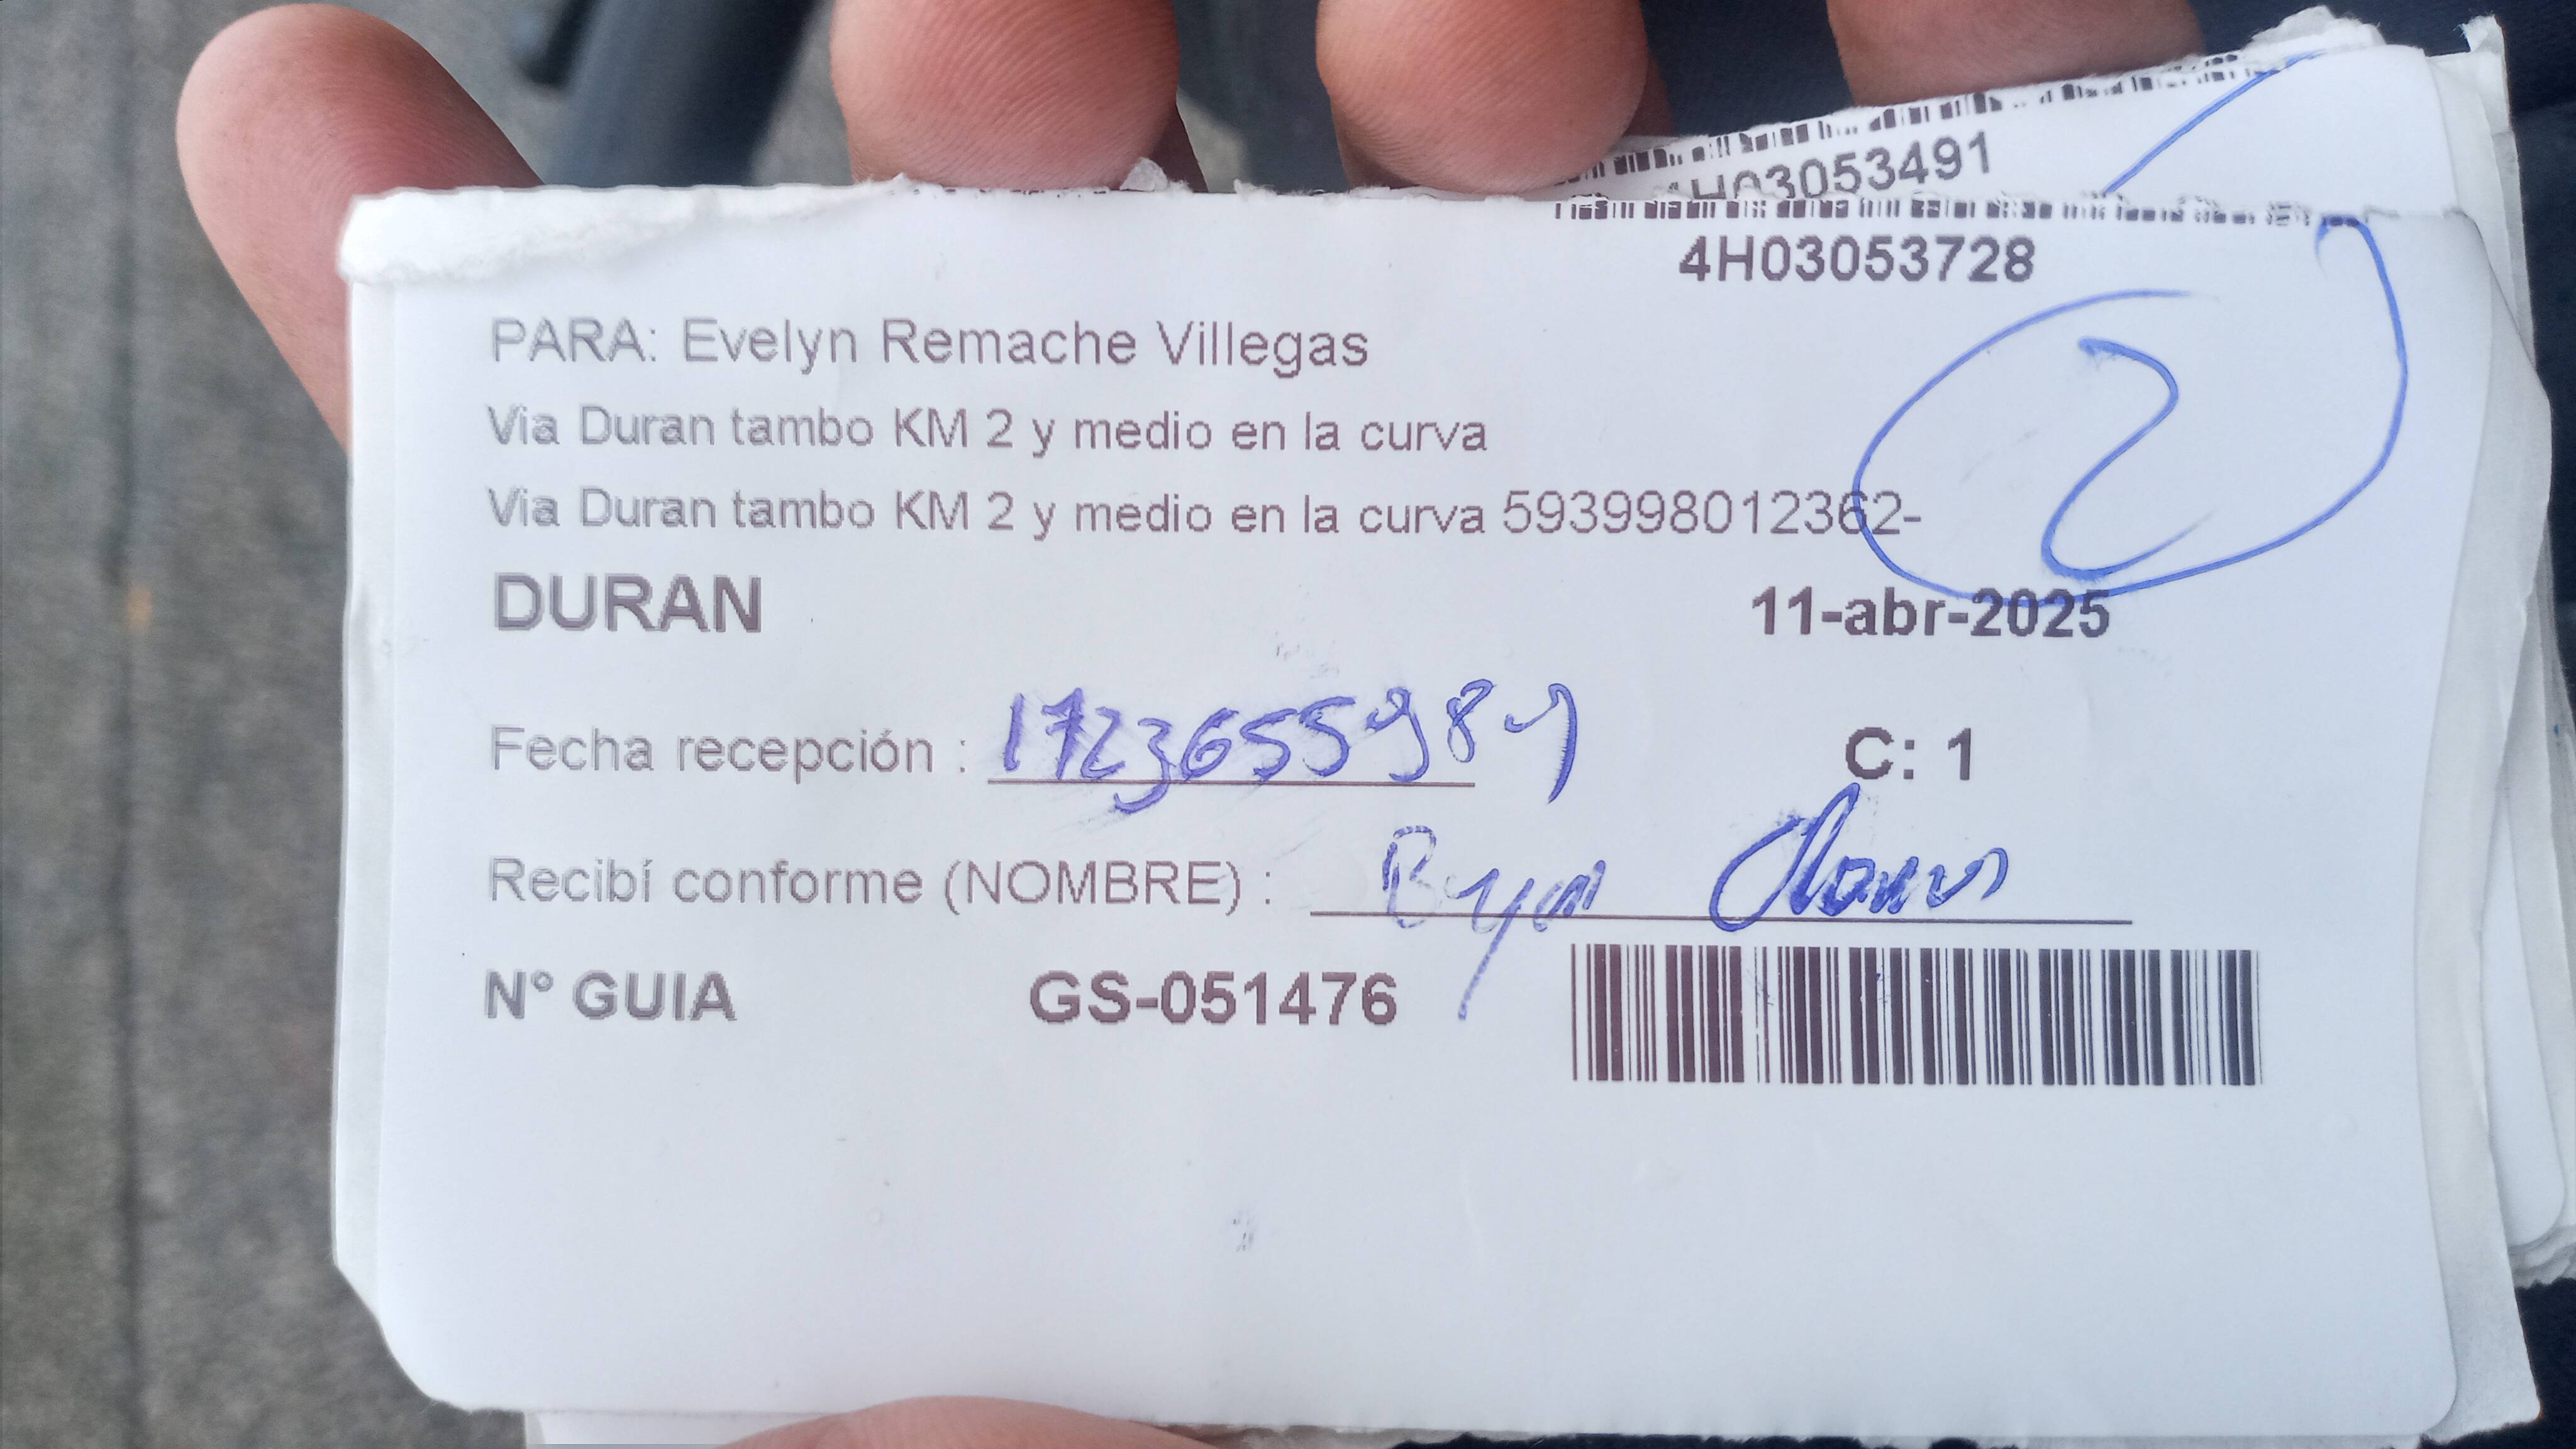 4H03053491
4H03053728
PARA: Evelyn Remache Villegas
Via Duran tambo KM 2 y medio en la curva
Via Duran tambo KM 2 y medio en la curva 593998012362-
2
DURAN 11-abr-2025
Fecha recepción : C: 1
Recibí conforme (NOMBRE) :
N° GUIA GS-051476